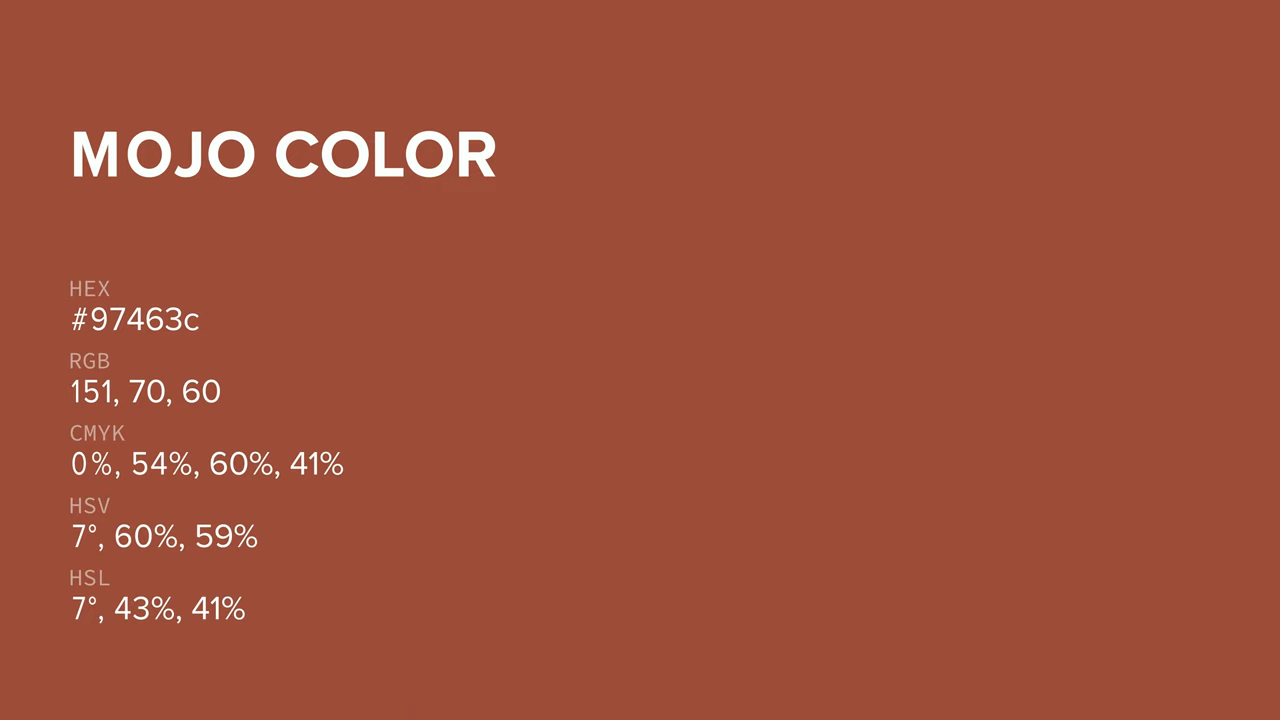 MOJO COLOR
HEX
#97463c
RGB
151, 70, 60
CMYK
0%, 54%, 60%, 41%
HSV
7°, 60%, 59%
HSL
7°, 43%, 41%